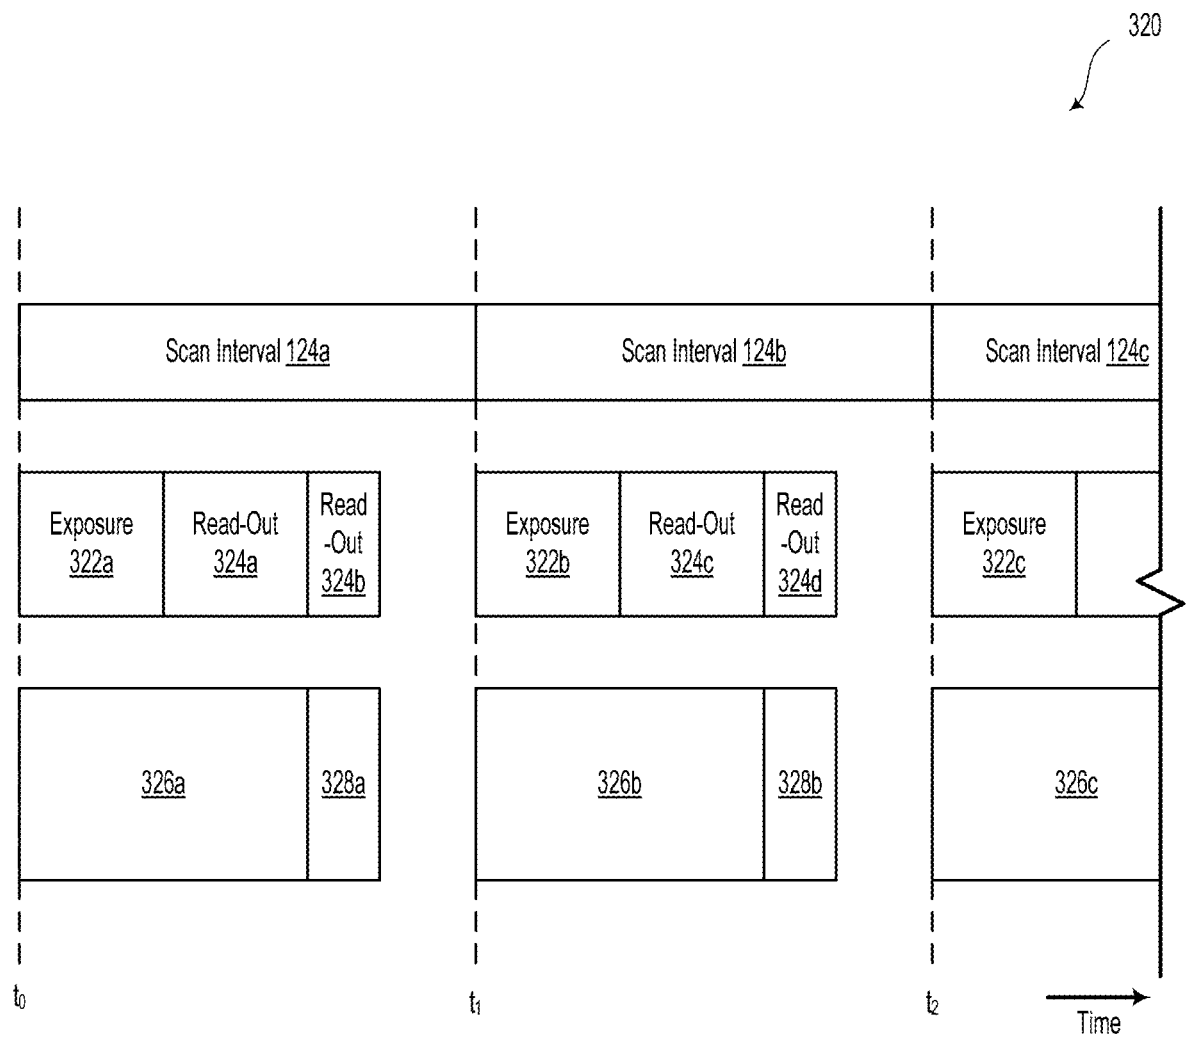 320
Scan Interval 124a
Scan Interval 124b
Scan Interval 124c
Exposure
322a
Read-Out
324a
Read
-Out
324b
Exposure
322b
Read-Out
324c
Read
-Out
324d
Exposure
322c
326a
328a
326b
328b
326c
t0
t1
t2
Time